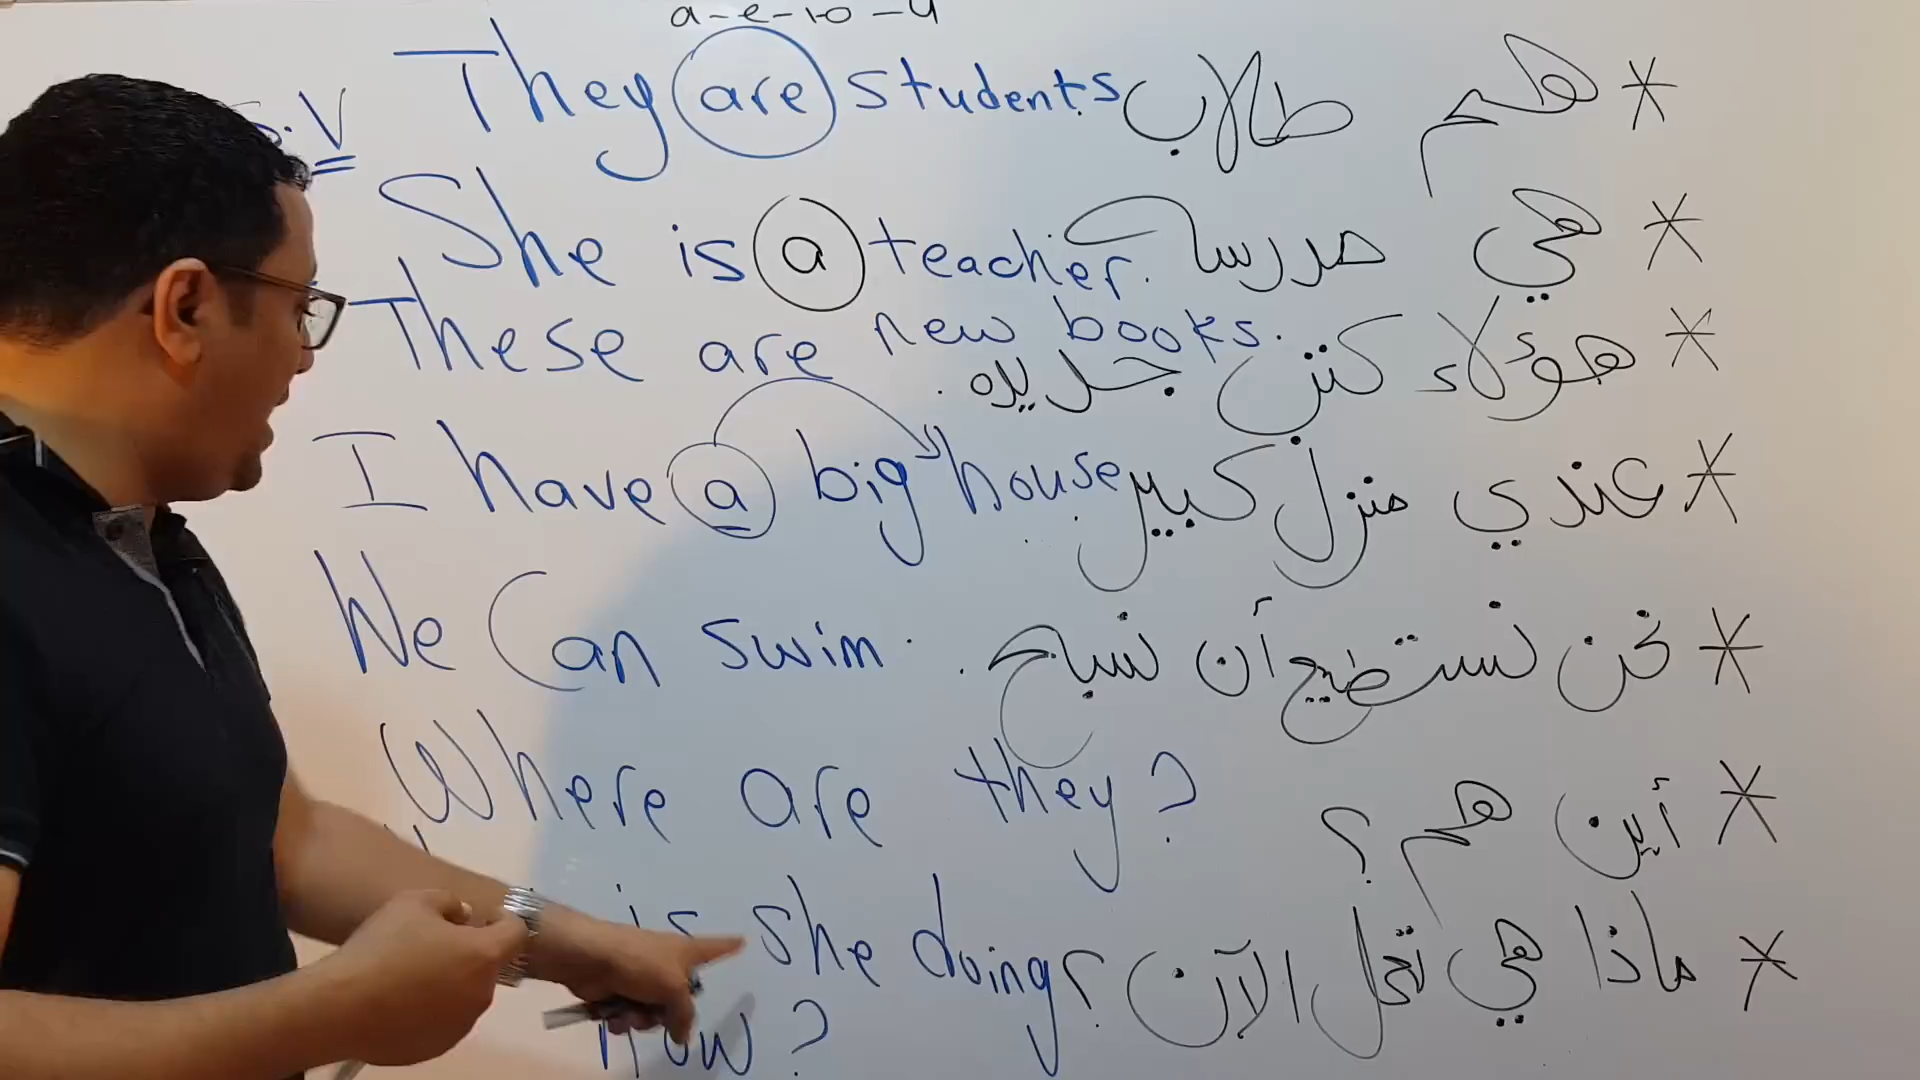 a-e-i-o-u
They are students هم طلاب *
She is a teacher. هي مدرسة *
These are new books. هؤلاء كتب *
جديده .
I have a big house. عندي منزل كبير *
We Can swim. نحن نستطيع أن نسبح . *
Where are they? أين هم ؟ *
is she doing ماذا هي تفعل الآن ؟ *
now?